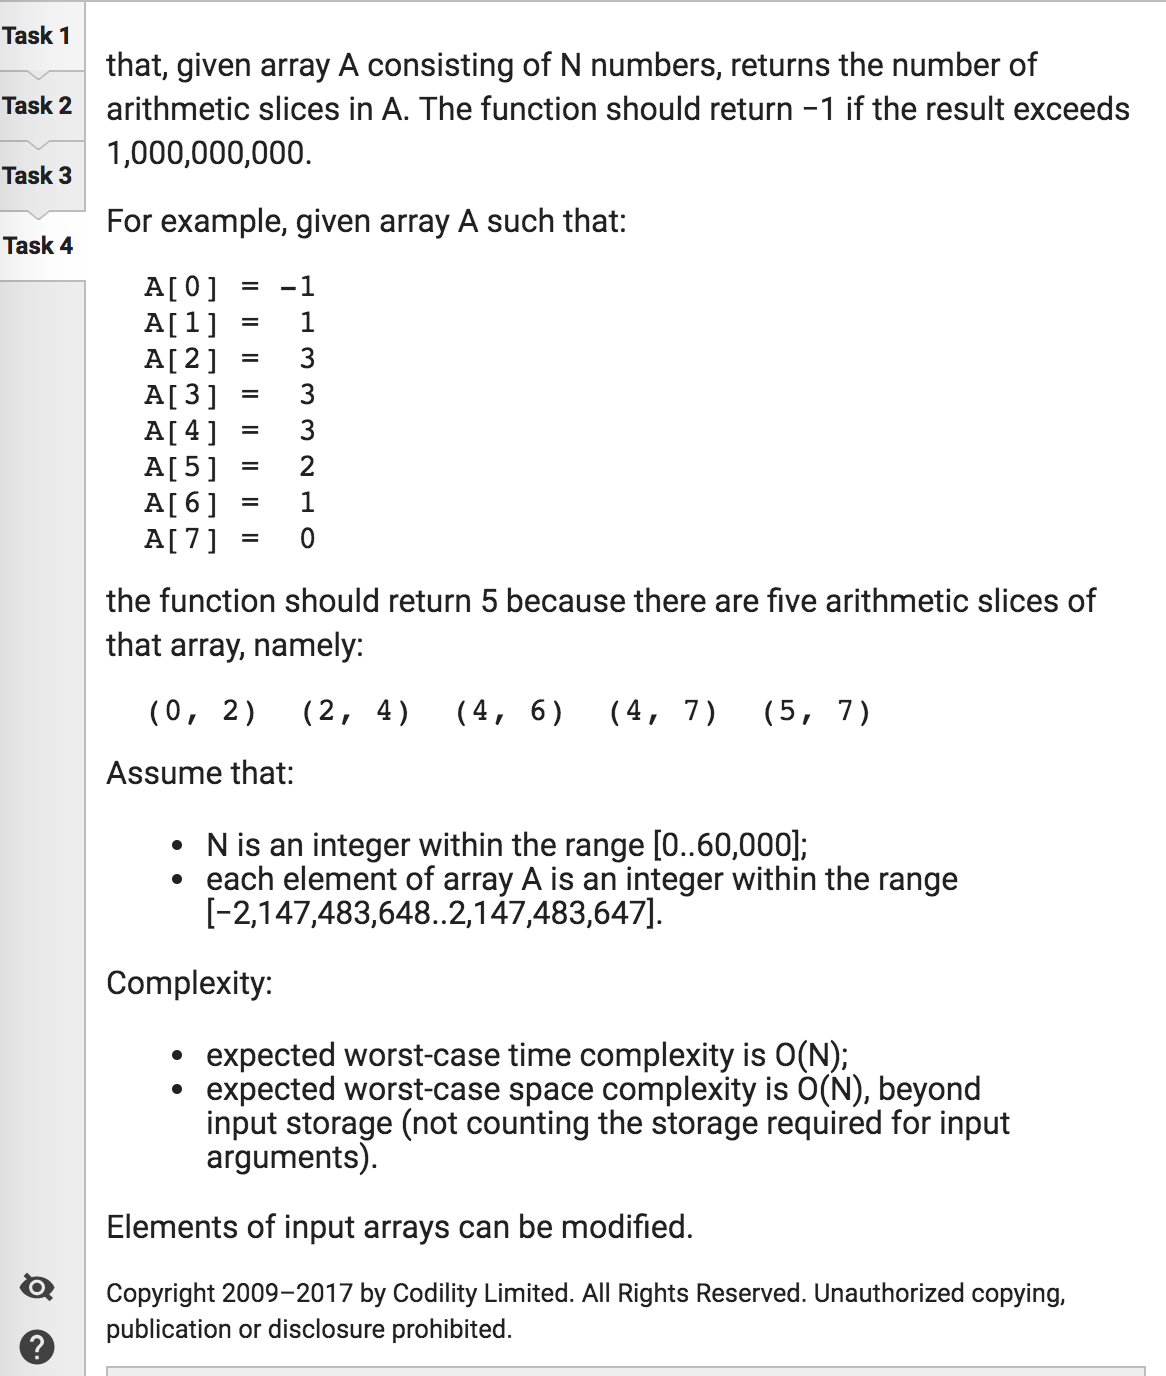 Task 1
Task 2
Task 3
Task 4
that, given array A consisting of N numbers, returns the number of
arithmetic slices in A. The function should return −1 if the result exceeds
1,000,000,000.
For example, given array A such that:
A[0] = -1
A[1] = 1
A[2] = 3
A[3] = 3
A[4] = 3
A[5] = 2
A[6] = 1
A[7] = 0
the function should return 5 because there are five arithmetic slices of
that array, namely:
(0, 2) (2, 4) (4, 6) (4, 7) (5, 7)
Assume that:
• N is an integer within the range [0..60,000];
• each element of array A is an integer within the range
[−2,147,483,648..2,147,483,647].
Complexity:
• expected worst-case time complexity is O(N);
• expected worst-case space complexity is O(N), beyond
input storage (not counting the storage required for input
arguments).
Elements of input arrays can be modified.
Copyright 2009–2017 by Codility Limited. All Rights Reserved. Unauthorized copying,
publication or disclosure prohibited.
?